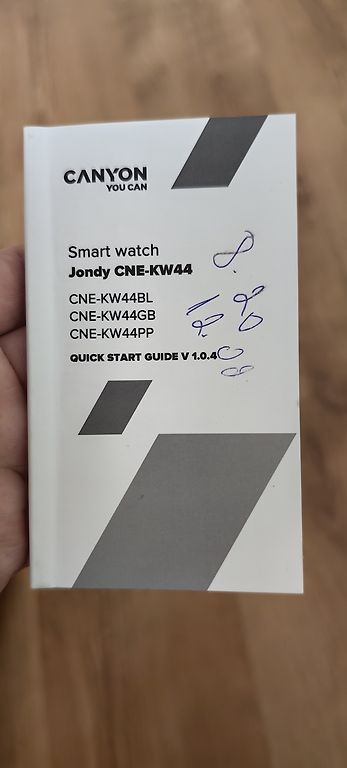 CANYON
YOU CAN
Smart watch
Jondy CNE-KW44
CNE-KW44BL
CNE-KW44GB
CNE-KW44PP
QUICK START GUIDE V 1.0.4